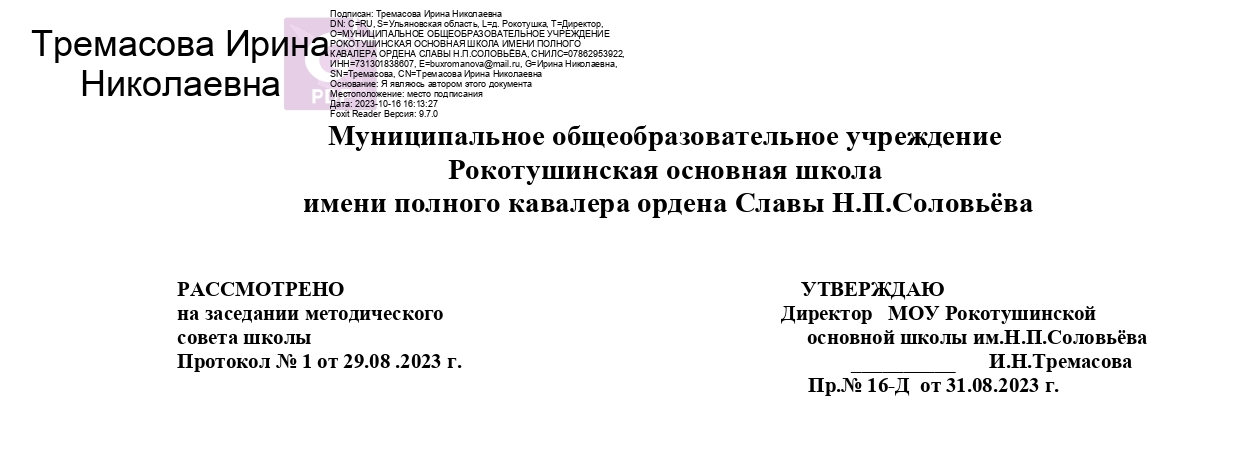 Тремасова Ирина
Николаевна
Подписан: Тремасова Ирина Николаевна
DN: C=RU, S=Ульяновская область, L=д. Рокотушка, T=Директор,
O=МУНИЦИПАЛЬНОЕ ОБЩЕОБРАЗОВАТЕЛЬНОЕ УЧРЕЖДЕНИЕ
РОКОТУШИНСКАЯ ОСНОВНАЯ ШКОЛА ИМЕНИ ПОЛНОГО
КАВАЛЕРА ОРДЕНА СЛАВЫ Н.П.СОЛОВЬЁВА, СНИЛС=07862953922,
ИНН=731301838607, E=buxromanova@mail.ru, G=Ирина Николаевна,
SN=Тремасова, CN=Тремасова Ирина Николаевна
Основание: Я являюсь автором этого документа
Местоположение: место подписания
Дата: 2023-10-16 16:13:27
Foxit Reader Версия: 9.7.0
Муниципальное общеобразовательное учреждение
Рокотушинская основная школа
имени полного кавалера ордена Славы Н.П.Соловьёва
РАССМОТРЕНО
на заседании методического
совета школы
Протокол № 1 от 29.08 .2023 г.
УТВЕРЖДАЮ
Директор МОУ Рокотушинской
основной школы им.Н.П.Соловьёва
__________ И.Н.Тремасова
Пр.№ 16-Д от 31.08.2023 г.